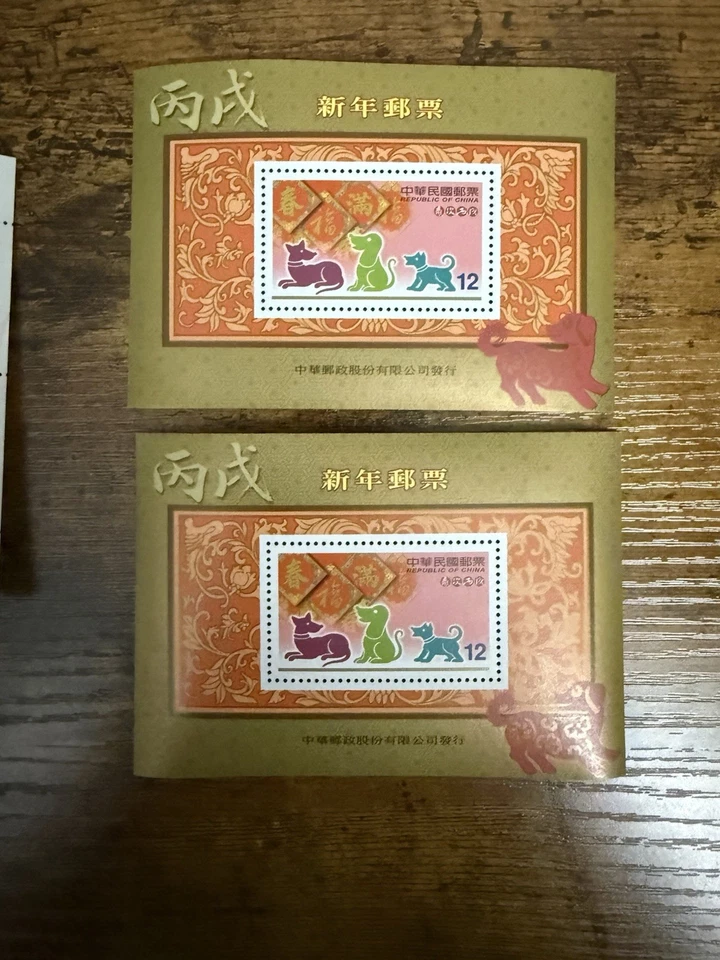 丙戌
新年郵票
春
福
滿
福
中華民國郵票
REPUBLIC OF CHINA
12
中華郵政股份有限公司發行
丙戌
新年郵票
春
福
滿
福
中華民國郵票
REPUBLIC OF CHINA
12
中華郵政股份有限公司發行